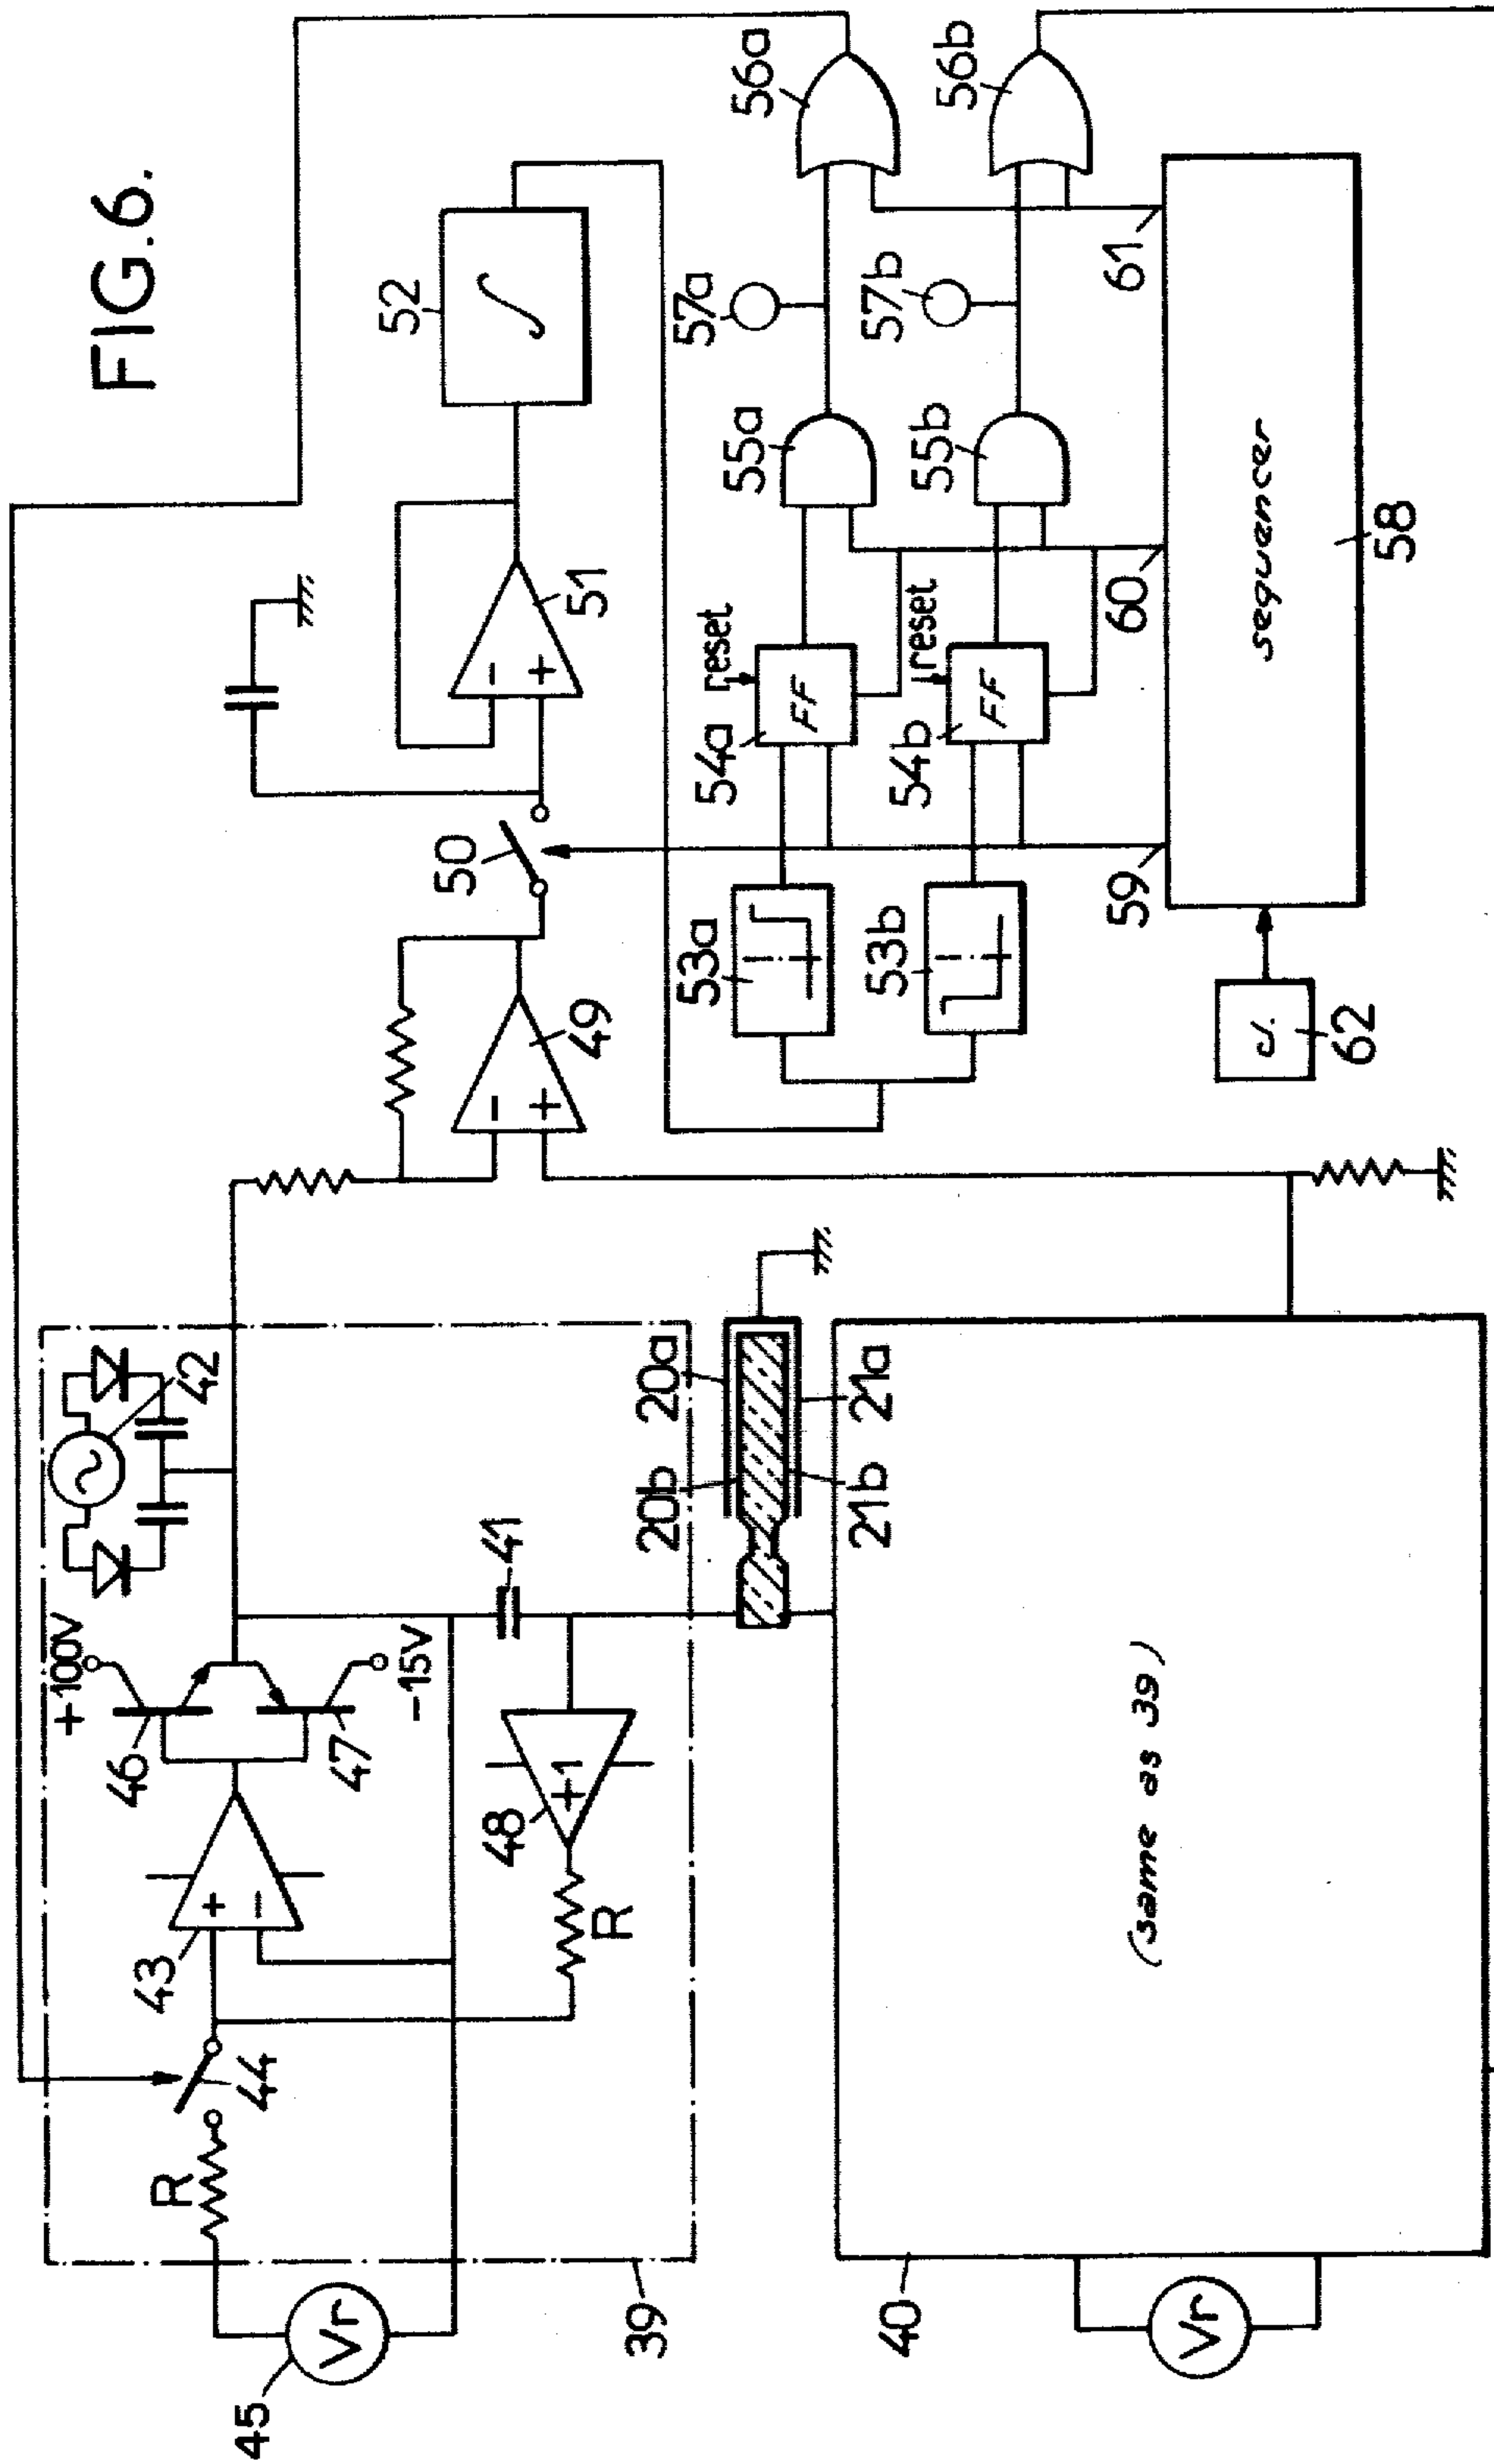 FIG.6.
+100V
-15V
42
46
47
43
+
-
44
R
R
48
+1
41
45
Vr
39
20a
20b
21a
21b
40
Vr
(same as 39)
49
-
+
50
51
-
+
52
53a
53b
54a
54b
FF
FF
reset
reset
55a
55b
56a
56b
57a
57b
59
60
61
sequencer
58
62